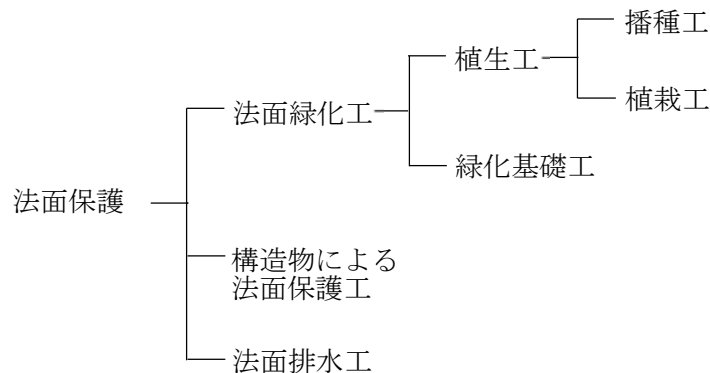 播種工
植生工
植栽工
法面緑化工
緑化基礎工
法面保護
構造物による
法面保護工
法面排水工